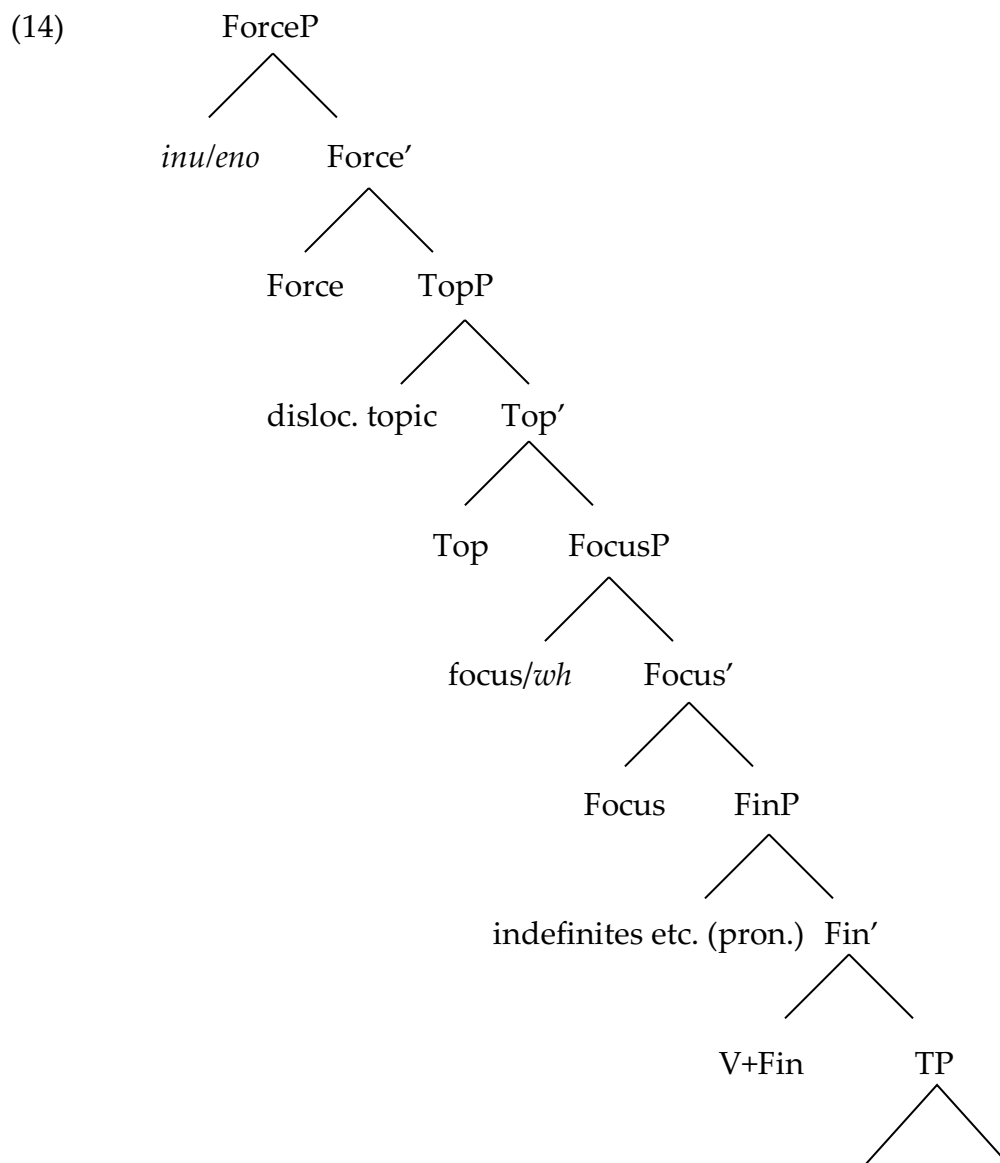 (14) ForceP
inu/eno Force’
Force TopP
disloc. topic Top’
Top FocusP
focus/wh Focus’
Focus FinP
indefinites etc. (pron.) Fin’
V+Fin TP